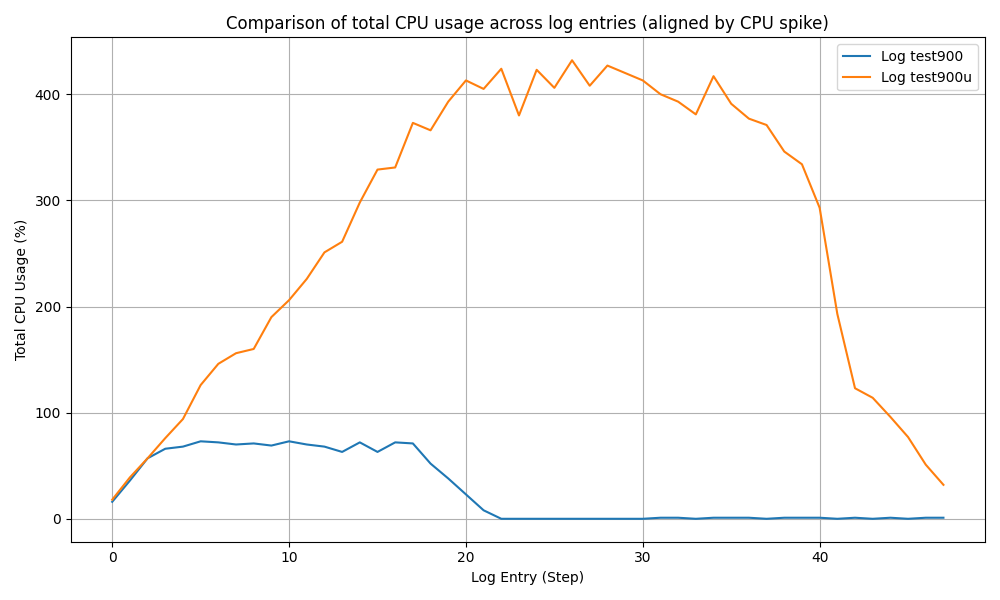 Comparison of total CPU usage across log entries (aligned by CPU spike)
Log test900
Log test900u
400
300
200
100
0
Total CPU Usage (%)
0 10 20 30 40
Log Entry (Step)